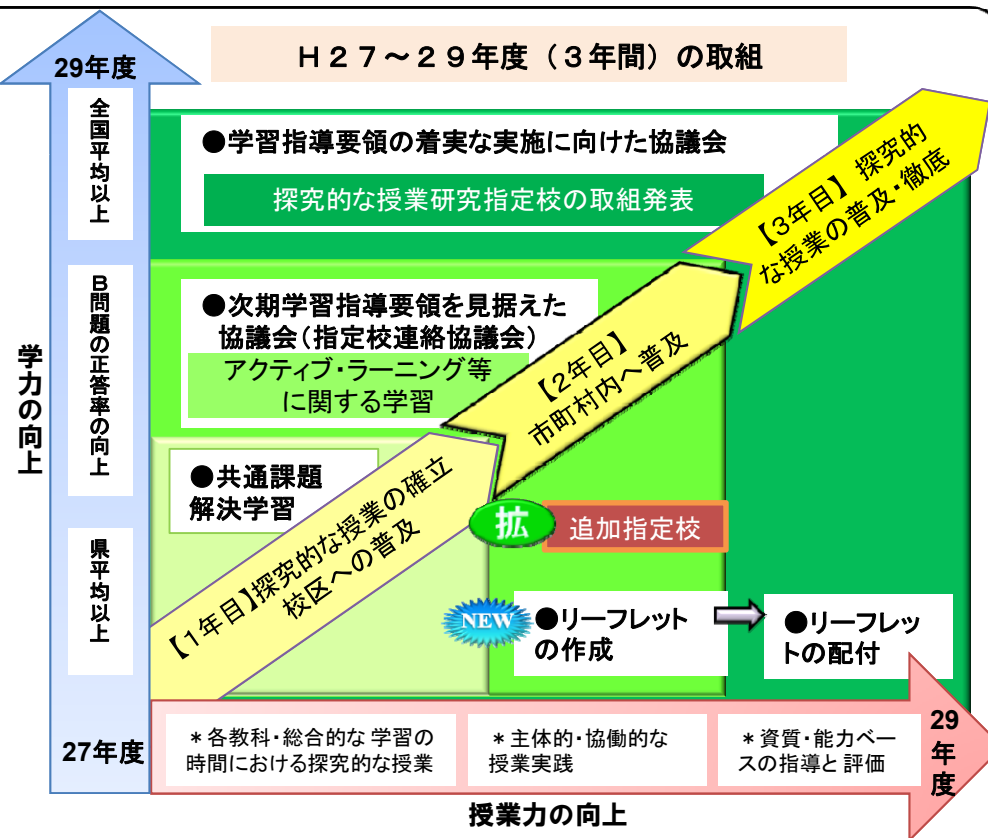 H27～29年度（3年間）の取組
29年度
全国平均以上
B問題の正答率の向上
県平均以上
27年度
学力の向上
●学習指導要領の着実な実施に向けた協議会
探究的な授業研究指定校の取組発表
【3年目】探究的
な授業の普及・徹底
●次期学習指導要領を見据えた
協議会（指定校連絡協議会）
アクティブ・ラーニング等
に関する学習
【2年目】
市町村内へ普及
●共通課題
解決学習
【1年目】探究的な授業の確立
校区への普及
拡
追加指定校
NEW
●リーフレット
の作成
●リーフレッ
トの配付
＊各教科・総合的な 学習の
時間における探究的な授業
＊主体的・協働的な
授業実践
＊資質・能力ベー
スの指導と 評価
29
年
度
授業力の向上